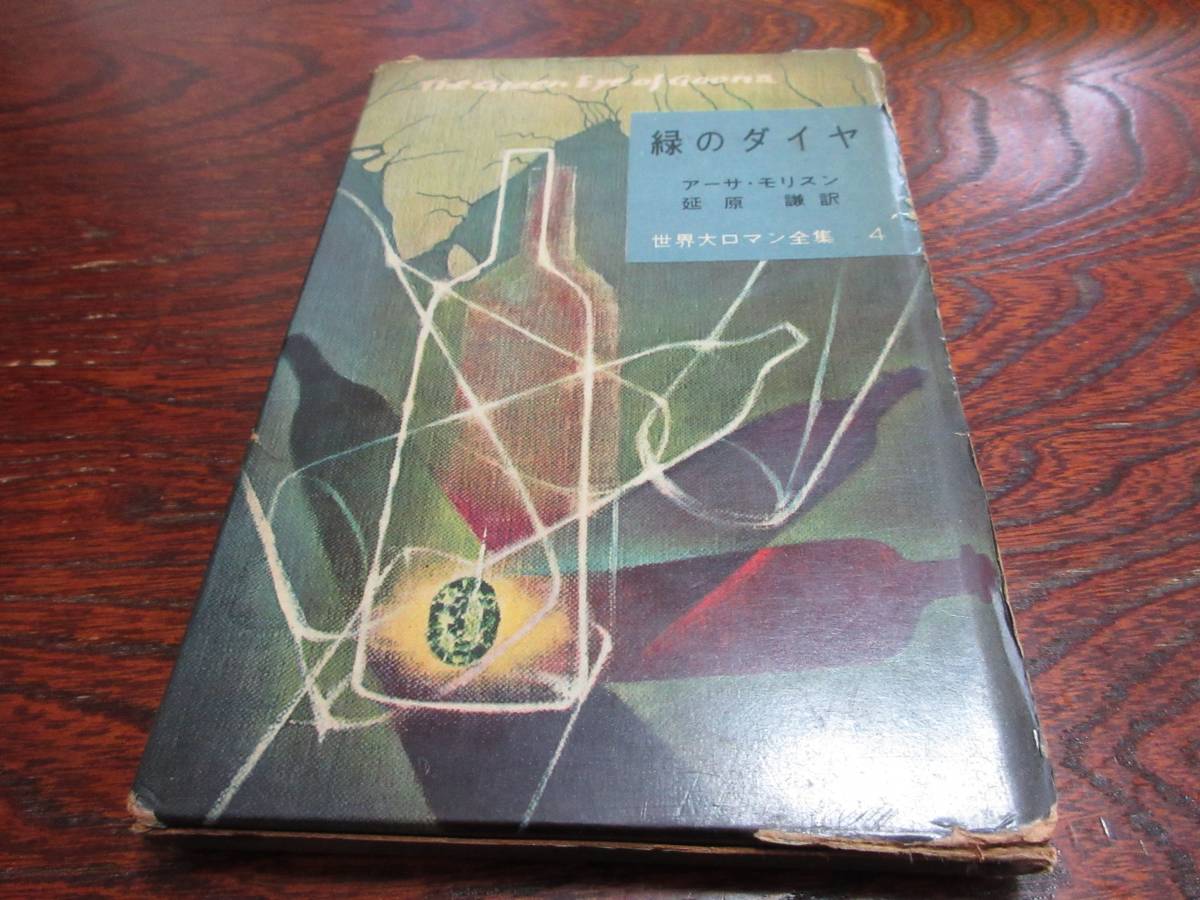 The Green Eye of Goona
緑のダイヤ
アーサ・モリスン
延原 謙訳
世界大ロマン全集 4